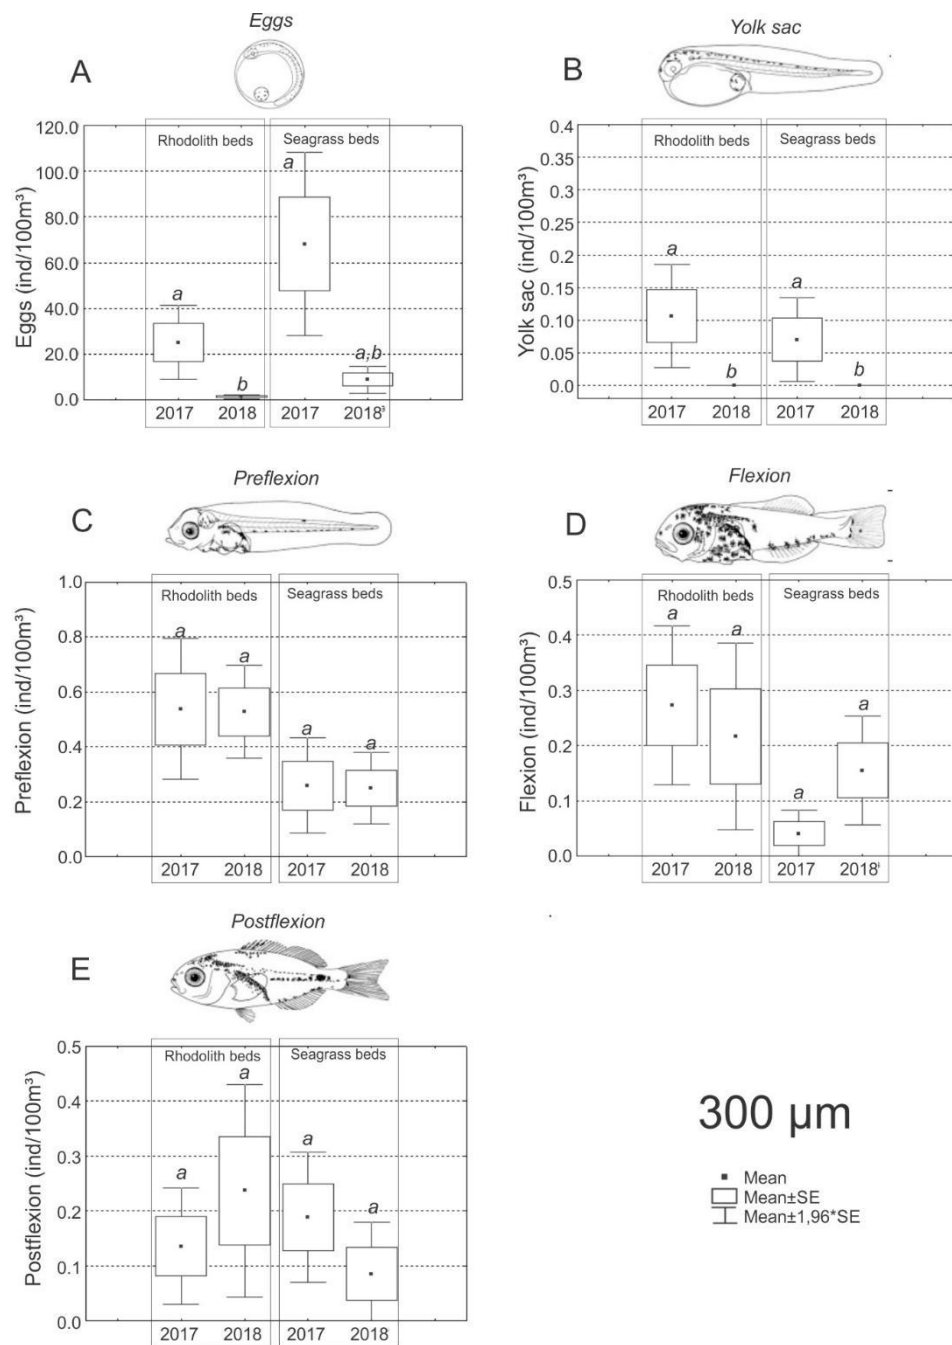 Eggs
A
120.0
100.0
80.0
60.0
40.0
20.0
0.0
Eggs (ind/100m³)
Rhodolith beds
Seagrass beds
a
b
a
a,b
2017
2018
2017
2018
Yolk sac
B
0.4
0.35
0.3
0.25
0.2
0.15
0.10
0.05
0.0
Yolk sac (ind/100m³)
Rhodolith beds
Seagrass beds
a
b
a
b
2017
2018
2017
2018
Preflexion
C
1.0
0.8
0.6
0.4
0.2
0.0
Preflexion (ind/100m³)
Rhodolith beds
Seagrass beds
a
a
a
a
2017
2018
2017
2018
Flexion
D
0.5
0.4
0.3
0.2
0.1
0.0
Flexion (ind/100m³)
Rhodolith beds
Seagrass beds
a
a
a
a
2017
2018
2017
2018
Postflexion
E
0.5
0.4
0.3
0.2
0.1
0.0
Postflexion (ind/100m³)
Rhodolith beds
Seagrass beds
a
a
a
a
2017
2018
2017
2018
300 µm
Mean
Mean±SE
Mean±1,96*SE